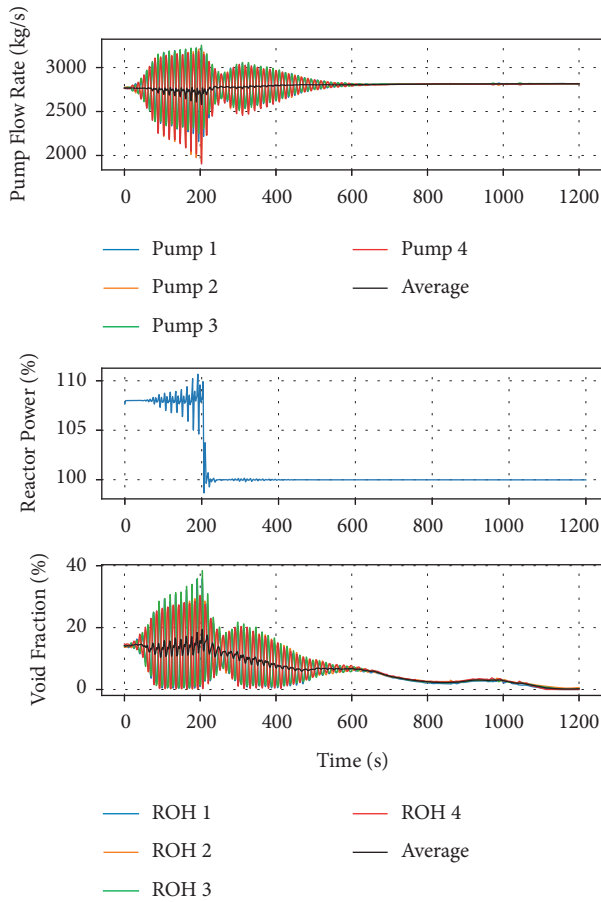 Pump Flow Rate (kg/s)
3000
2500
2000
0 200 400 600 800 1000 1200
Pump 1 Pump 4
Pump 2 Average
Pump 3
Reactor Power (%)
110
105
100
0 200 400 600 800 1000 1200
Void Fraction (%)
40
20
0
0 200 400 600 800 1000 1200
Time (s)
ROH 1 ROH 4
ROH 2 Average
ROH 3